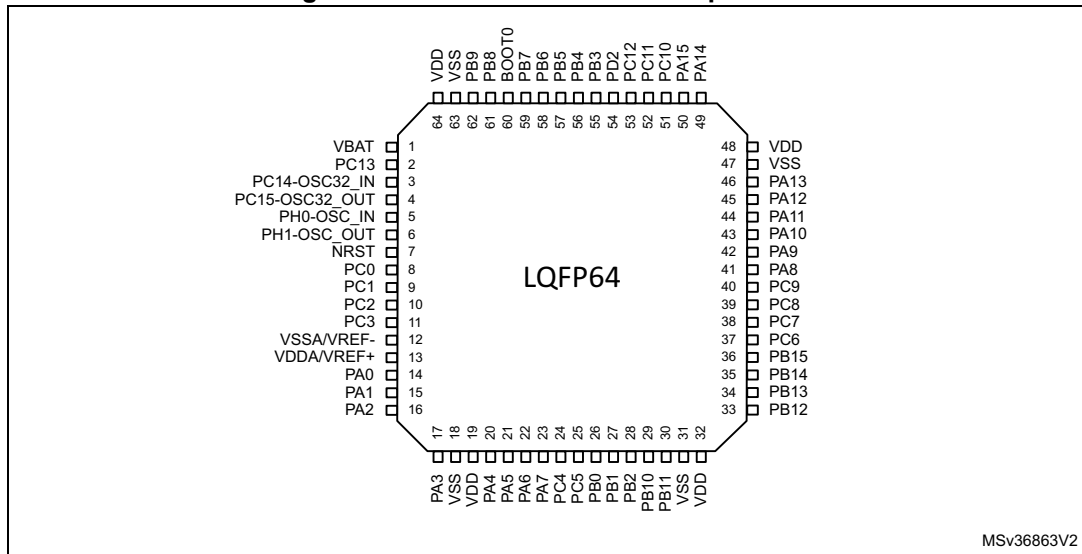 VDD VSS PB9 PB8 BOOT0 PB7 PB6 PB5 PB4 PB3 PD2 PC12 PC11 PC10 PA15 PA14
64 63 62 61 60 59 58 57 56 55 54 53 52 51 50 49
VBAT 1 48 VDD
PC13 2 47 VSS
PC14-OSC32_IN 3 46 PA13
PC15-OSC32_OUT 4 45 PA12
PH0-OSC_IN 5 44 PA11
PH1-OSC_OUT 6 43 PA10
NRST 7 42 PA9
PC0 8 41 PA8
LQFP64
PC1 9 40 PC9
PC2 10 39 PC8
PC3 11 38 PC7
VSSA/VREF- 12 37 PC6
VDDA/VREF+ 13 36 PB15
PA0 14 35 PB14
PA1 15 34 PB13
PA2 16 33 PB12
17 18 19 20 21 22 23 24 25 26 27 28 29 30 31 32
PA3 VSS VDD PA4 PA5 PA6 PA7 PC4 PC5 PB0 PB1 PB2 PB10 PB11 VSS VDD
MSv36863V2